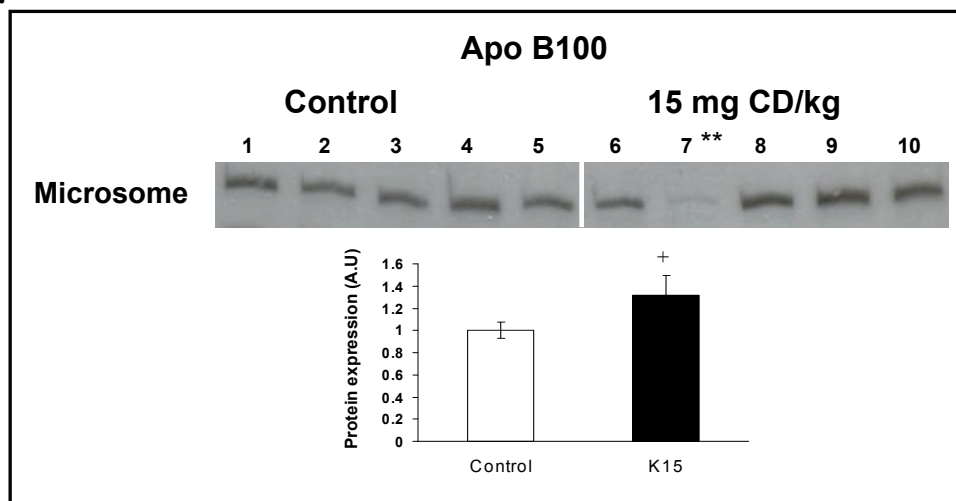 Apo B100
Control 15 mg CD/kg
1 2 3 4 5 6 7 ** 8 9 10
Microsome
Protein expression (A.U)
1.6
1.4
1.2
1
0.8
0.6
0.4
0.2
0
+
Control K15